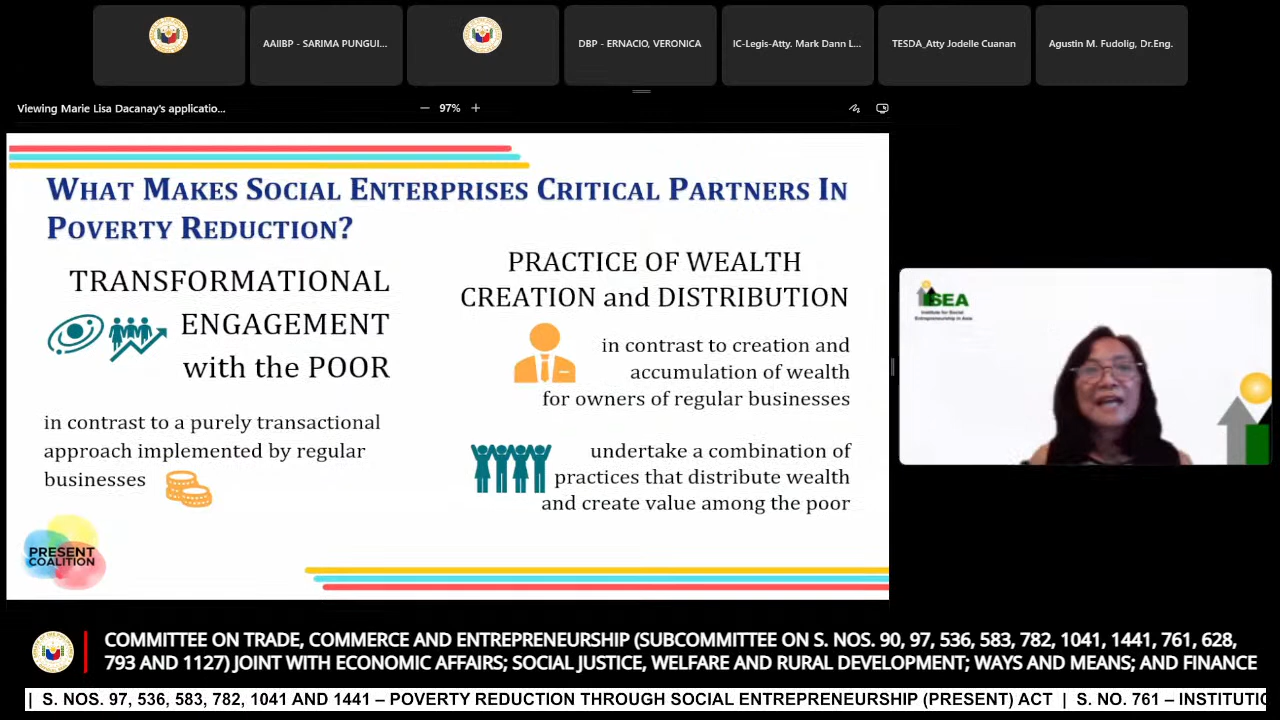 AAIIBP - SARIMA PUNGUI...
DBP - ERNACIO, VERONICA
IC-Legis-Atty. Mark Dann L...
TESDA_Atty Jodelle Cuanan
Agustin M. Fudolig, Dr.Eng.
Viewing Marie Lisa Dacanay's applicatio...
97%
WHAT MAKES SOCIAL ENTERPRISES CRITICAL PARTNERS IN
POVERTY REDUCTION?
TRANSFORMATIONAL
ENGAGEMENT
with the POOR
in contrast to a purely transactional
approach implemented by regular
businesses
PRACTICE OF WEALTH
CREATION and DISTRIBUTION
in contrast to creation and
accumulation of wealth
for owners of regular businesses
undertake a combination of
practices that distribute wealth
and create value among the poor
PRESENT
COALITION
ISEA
Institute for Social
Entrepreneurship in Asia
COMMITTEE ON TRADE, COMMERCE AND ENTREPRENEURSHIP (SUBCOMMITTEE ON S. NOS. 90, 97, 536, 583, 782, 1041, 1441, 761, 628,
793 AND 1127) JOINT WITH ECONOMIC AFFAIRS; SOCIAL JUSTICE, WELFARE AND RURAL DEVELOPMENT; WAYS AND MEANS; AND FINANCE
| S. NOS. 97, 536, 583, 782, 1041 AND 1441 – POVERTY REDUCTION THROUGH SOCIAL ENTREPRENEURSHIP (PRESENT) ACT | S. NO. 761 – INSTITUTIO